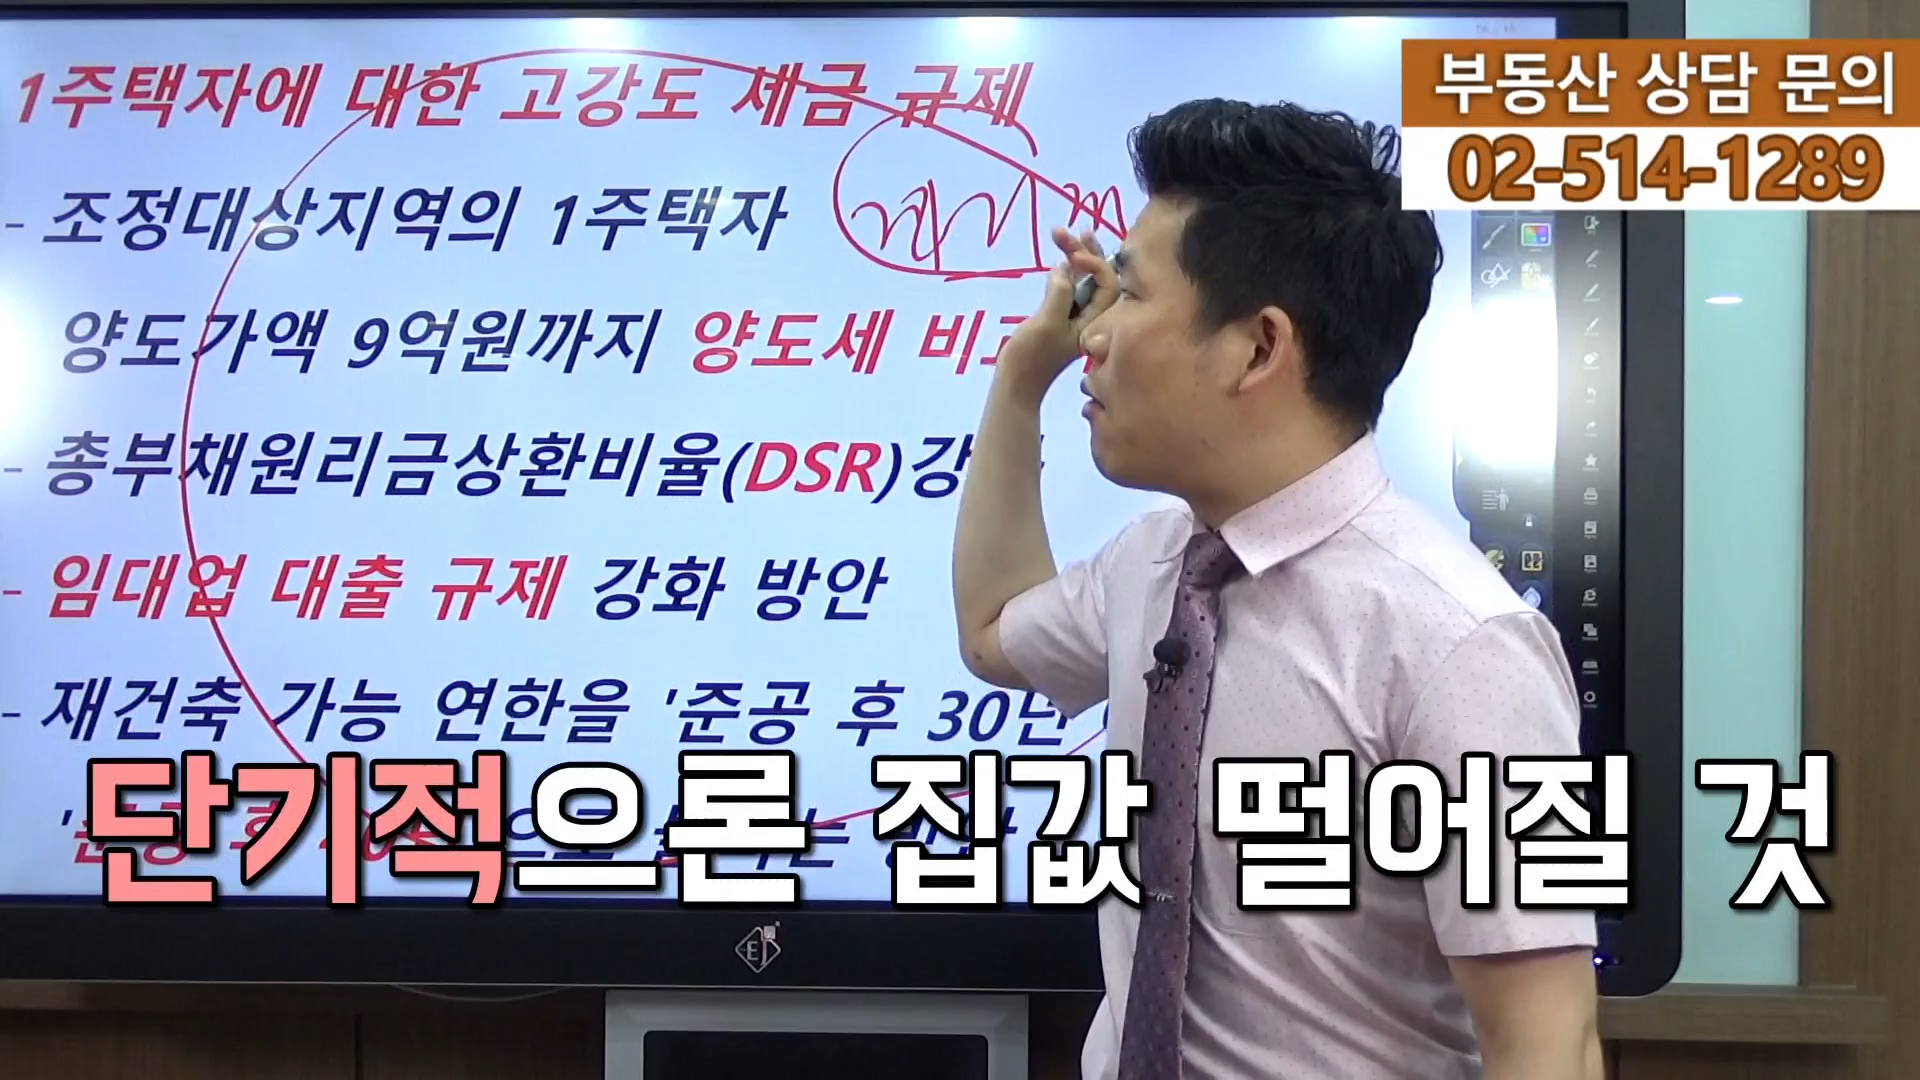 1주택자에 대한 고강도 세금 규제
부동산 상담 문의
02-514-1289
- 조정대상지역의 1주택자
양도가액 9억원까지 양도세
- 총부채원리금상환비율(DSR)강
- 임대업 대출 규제 강화 방안
- 재건축 가능 연한을 '준공 후 30년
단기적으론 집값 떨어질 것
EJ